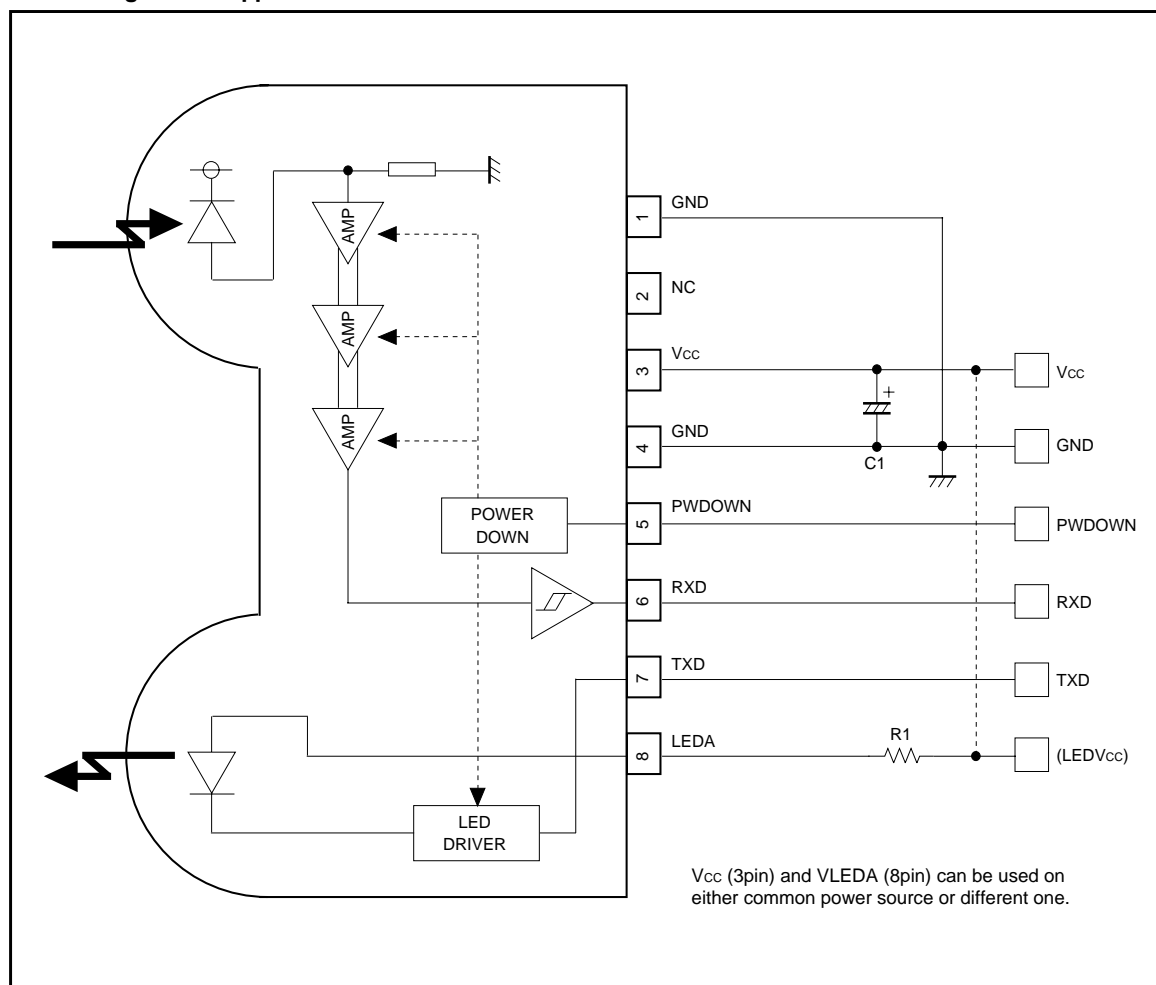 AMP
AMP
AMP
POWER
DOWN
LED
DRIVER
1
GND
2
NC
3
Vcc
4
GND
5
PWDOWN
6
RXD
7
TXD
8
LEDA
C1
R1
Vcc
GND
PWDOWN
RXD
TXD
(LEDVcc)
Vcc (3pin) and VLEDA (8pin) can be used on
either common power source or different one.